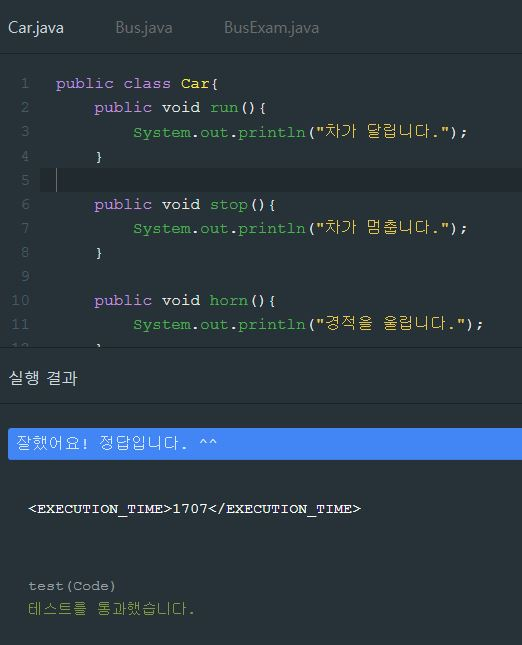 Car.java Bus.java BusExam.java
1 public class Car{
2 public void run(){
3 System.out.println("차가 달립니다.");
4 }
5
6 public void stop(){
7 System.out.println("차가 멈춥니다.");
8 }
9
10 public void horn(){
11 System.out.println("경적을 울립니다.");
실행 결과
잘했어요! 정답입니다. ^^
<EXECUTION_TIME>1707</EXECUTION_TIME>
test(Code)
테스트를 통과했습니다.